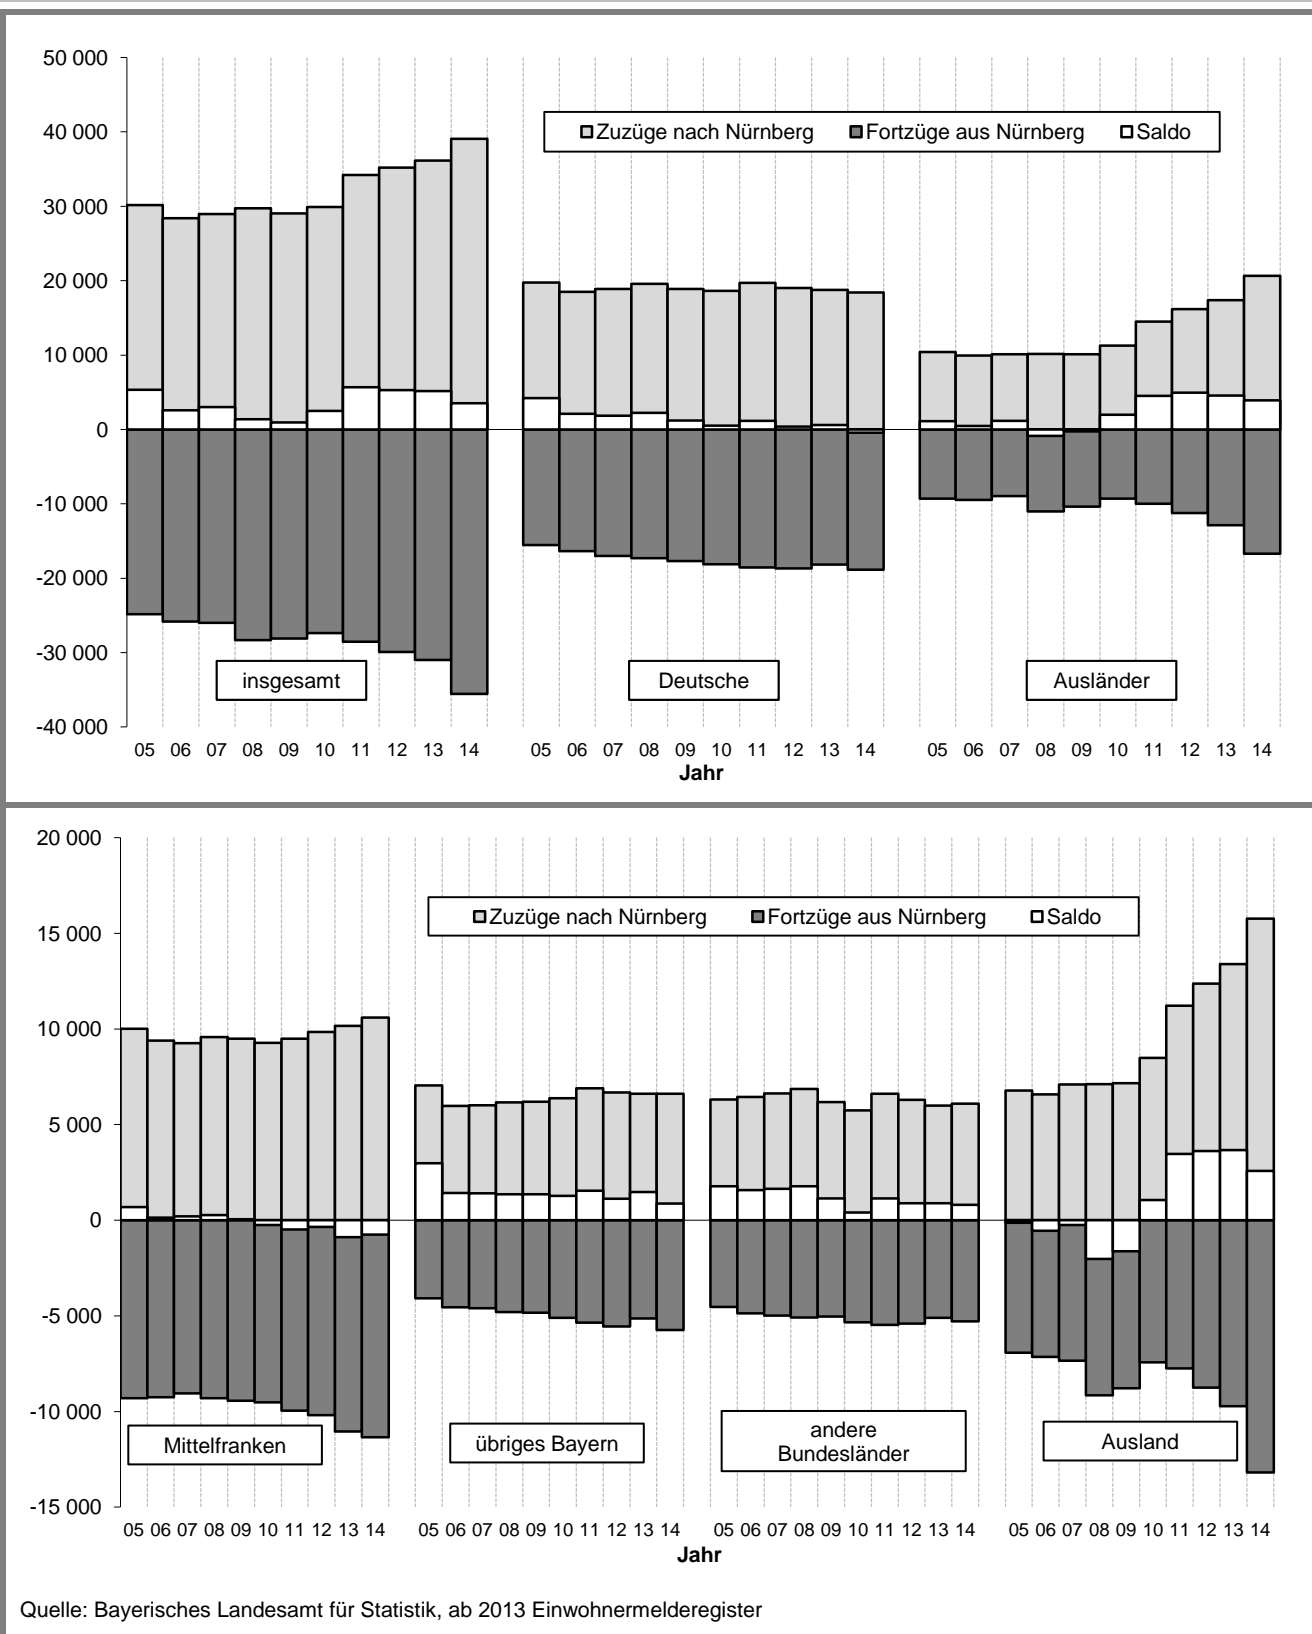 50 000
40 000
30 000
20 000
10 000
0
-10 000
-20 000
-30 000
-40 000
Zuzüge nach Nürnberg Fortzüge aus Nürnberg Saldo
insgesamt Deutsche Ausländer
05 06 07 08 09 10 11 12 13 14 05 06 07 08 09 10 11 12 13 14 05 06 07 08 09 10 11 12 13 14
Jahr
20 000
15 000
10 000
5 000
0
-5 000
-10 000
-15 000
Zuzüge nach Nürnberg Fortzüge aus Nürnberg Saldo
Mittelfranken übriges Bayern andere
Bundesländer Ausland
05 06 07 08 09 10 11 12 13 14 05 06 07 08 09 10 11 12 13 14 05 06 07 08 09 10 11 12 13 14 05 06 07 08 09 10 11 12 13 14
Jahr
Quelle: Bayerisches Landesamt für Statistik, ab 2013 Einwohnermelderegister